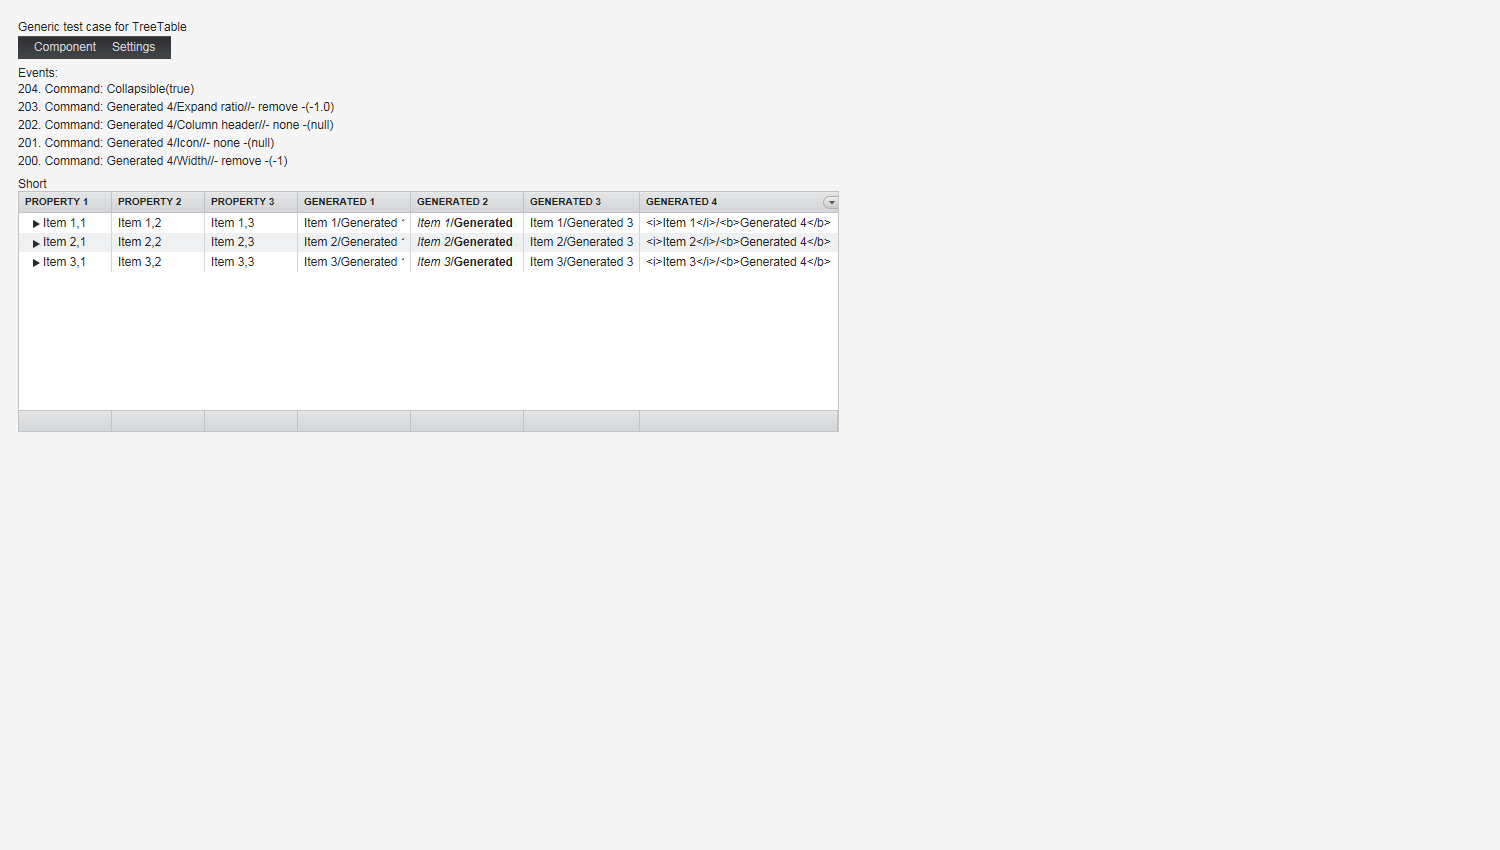 Generic test case for TreeTable
Component Settings
Events:
204. Command: Collapsible(true)
203. Command: Generated 4/Expand ratio//- remove -(-1.0)
202. Command: Generated 4/Column header//- none -(null)
201. Command: Generated 4/Icon//- none -(null)
200. Command: Generated 4/Width//- remove -(-1)
Short
PROPERTY 1 PROPERTY 2 PROPERTY 3 GENERATED 1 GENERATED 2 GENERATED 3 GENERATED 4
Item 1,1 Item 1,2 Item 1,3 Item 1/Generated Item 1/Generated Item 1/Generated 3 <i>Item 1</i>/<b>Generated 4</b>
Item 2,1 Item 2,2 Item 2,3 Item 2/Generated Item 2/Generated Item 2/Generated 3 <i>Item 2</i>/<b>Generated 4</b>
Item 3,1 Item 3,2 Item 3,3 Item 3/Generated Item 3/Generated Item 3/Generated 3 <i>Item 3</i>/<b>Generated 4</b>